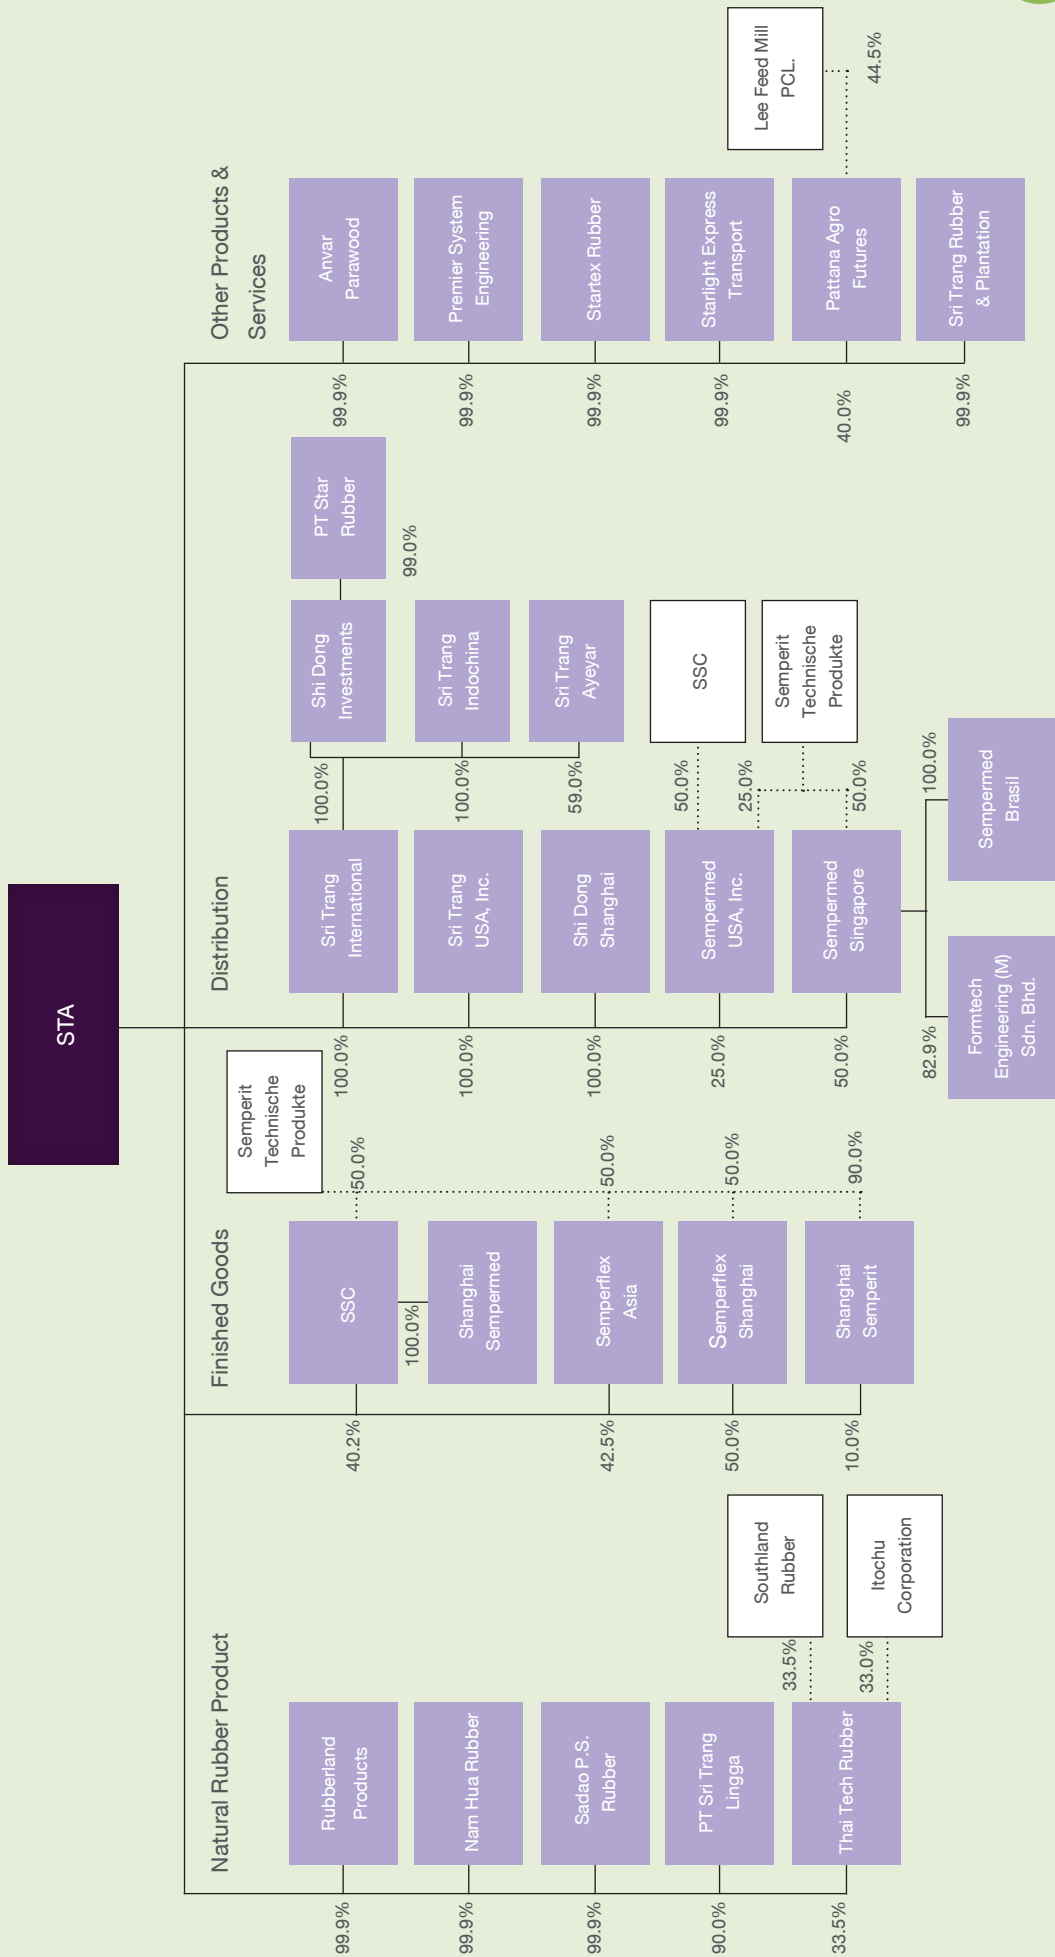 STA
Natural Rubber Product
99.9%
Rubberland
Products
99.9%
Nam Hua Rubber
99.9%
Sadao P.S.
Rubber
90.0%
PT Sri Trang
Lingga
33.5%
Thai Tech Rubber
33.5%
Southland
Rubber
33.0%
Itochu
Corporation
Finished Goods
Semperit
Technische
Produkte
40.2%
SSC
50.0%
100.0%
Shanghai
Sempermed
42.5%
Semperflex
Asia
50.0%
50.0%
Semperflex
Shanghai
50.0%
10.0%
Shanghai
Semperit
90.0%
Distribution
100.0%
Sri Trang
International
100.0%
Shi Dong
Investments
99.0%
PT Star
Rubber
100.0%
Sri Trang
Indochina
59.0%
Sri Trang
Ayeyar
100.0%
Sri Trang
USA, Inc.
100.0%
Shi Dong
Shanghai
25.0%
Sempermed
USA, Inc.
50.0%
SSC
25.0%
Semperit
Technische
Produkte
50.0%
50.0%
Sempermed
Singapore
82.9%
Formtech
Engineering (M)
Sdn. Bhd.
100.0%
Sempermed
Brasil
Other Products &
Services
99.9%
Anvar
Parawood
99.9%
Premier System
Engineering
99.9%
Startex Rubber
99.9%
Starlight Express
Transport
40.0%
Pattana Agro
Futures
44.5%
Lee Feed Mill
PCL.
99.9%
Sri Trang Rubber
& Plantation